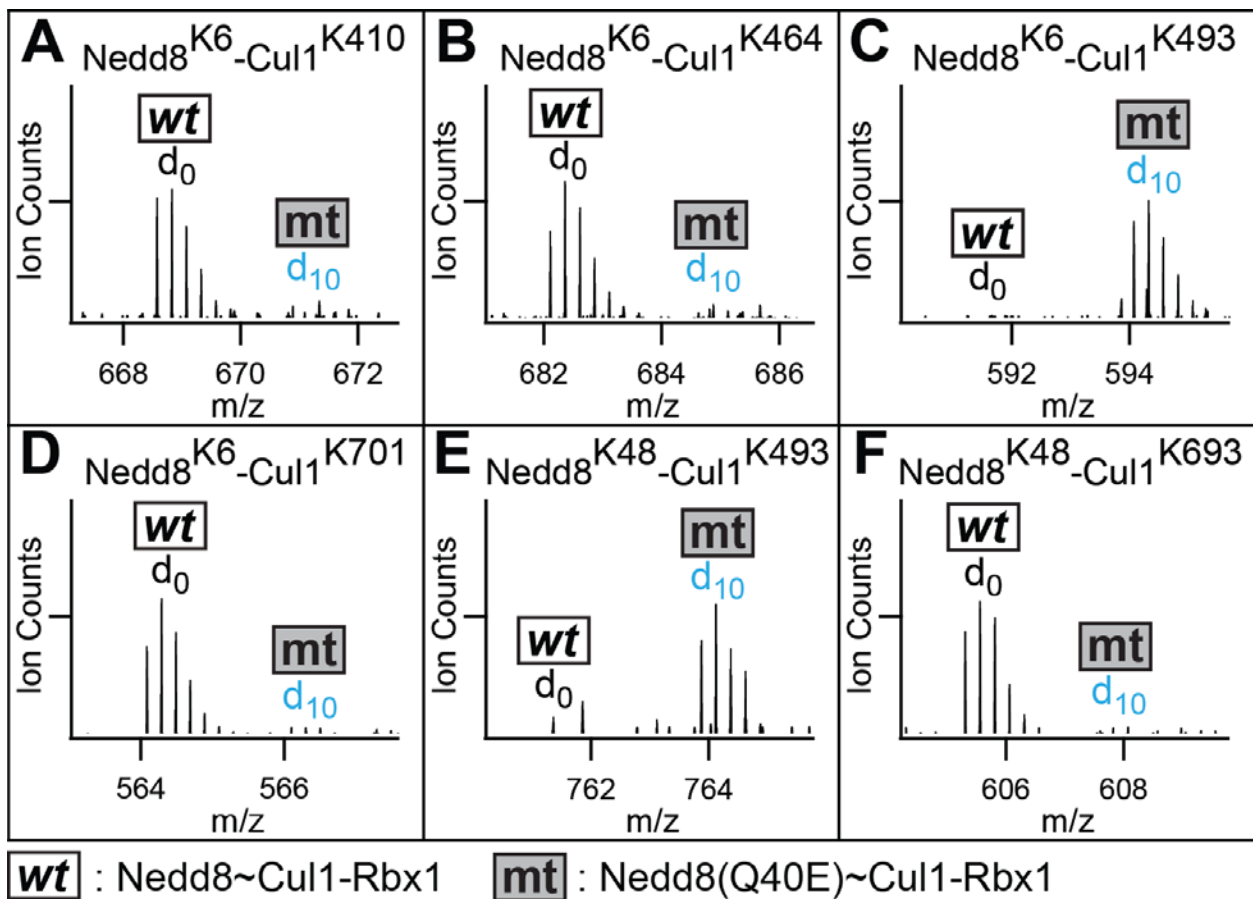 A Nedd8K6-Cul1K410
wt
d0
mt
d10
Ion Counts
668 670 672
m/z
B Nedd8K6-Cul1K464
wt
d0
mt
d10
Ion Counts
682 684 686
m/z
C Nedd8K6-Cul1K493
mt
d10
wt
d0
Ion Counts
592 594
m/z
D Nedd8K6-Cul1K701
wt
d0
mt
d10
Ion Counts
564 566
m/z
E Nedd8K48-Cul1K493
mt
d10
wt
d0
Ion Counts
762 764
m/z
F Nedd8K48-Cul1K693
wt
d0
mt
d10
Ion Counts
606 608
m/z
wt : Nedd8~Cul1-Rbx1 mt : Nedd8(Q40E)~Cul1-Rbx1